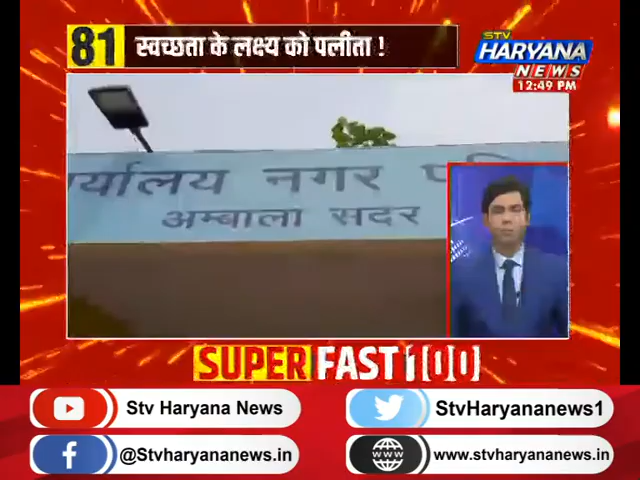 81 स्वच्छता के लक्ष्य को पलीता !
STV
HARYANA
NEWS
12:49 PM
र्यालय नगर
अम्बाला सदर
SUPER FAST 100
Stv Haryana News
StvHaryananews1
@Stvharyananews.in
www.stvharyananews.in